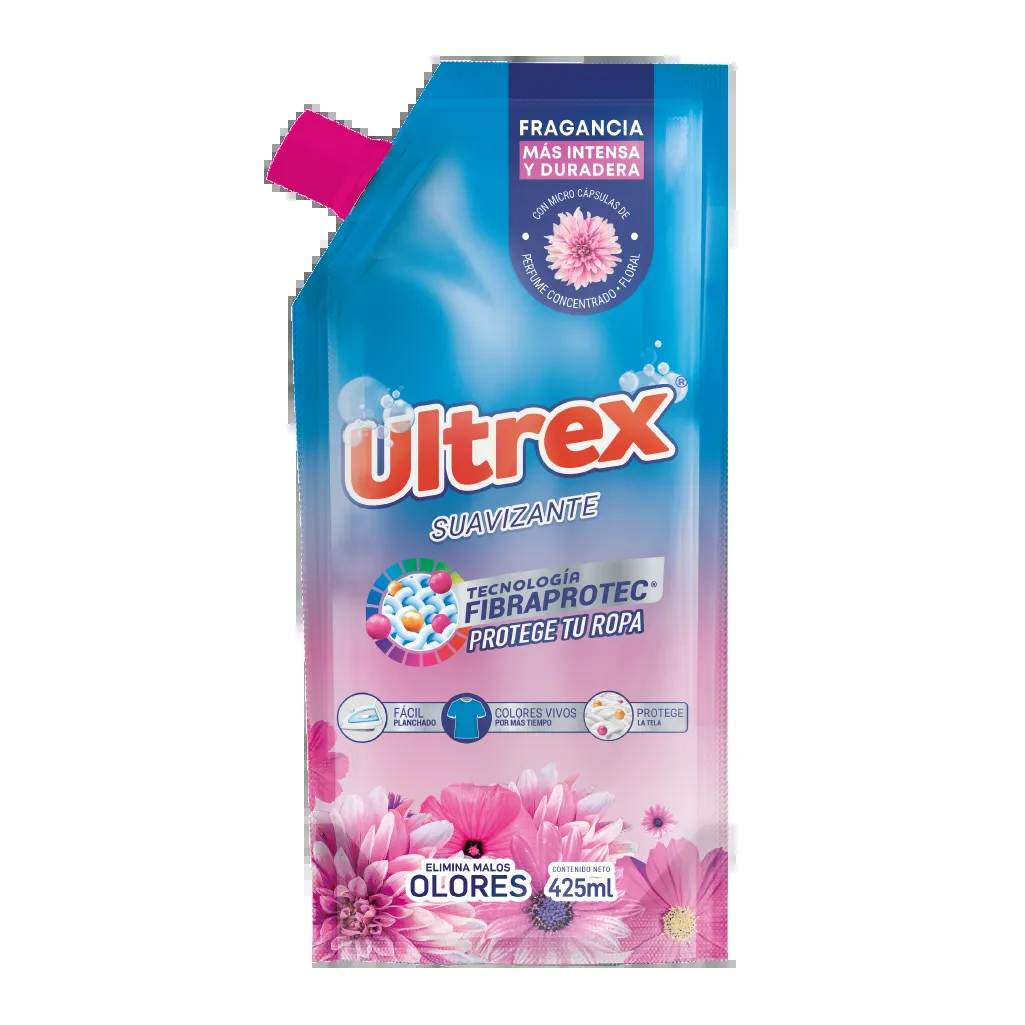 FRAGANCIA
MÁS INTENSA
Y DURADERA
CON MICRO CÁPSULAS DE
PERFUME CONCENTRADO • FLORAL
Ultrex®
SUAVIZANTE
TECNOLOGÍA
FIBRAPROTEC®
PROTEGE TU ROPA
FÁCIL
PLANCHADO
COLORES VIVOS
POR MÁS TIEMPO
PROTEGE
LA TELA
ELIMINA MALOS
OLORES
CONTENIDO NETO
425ml